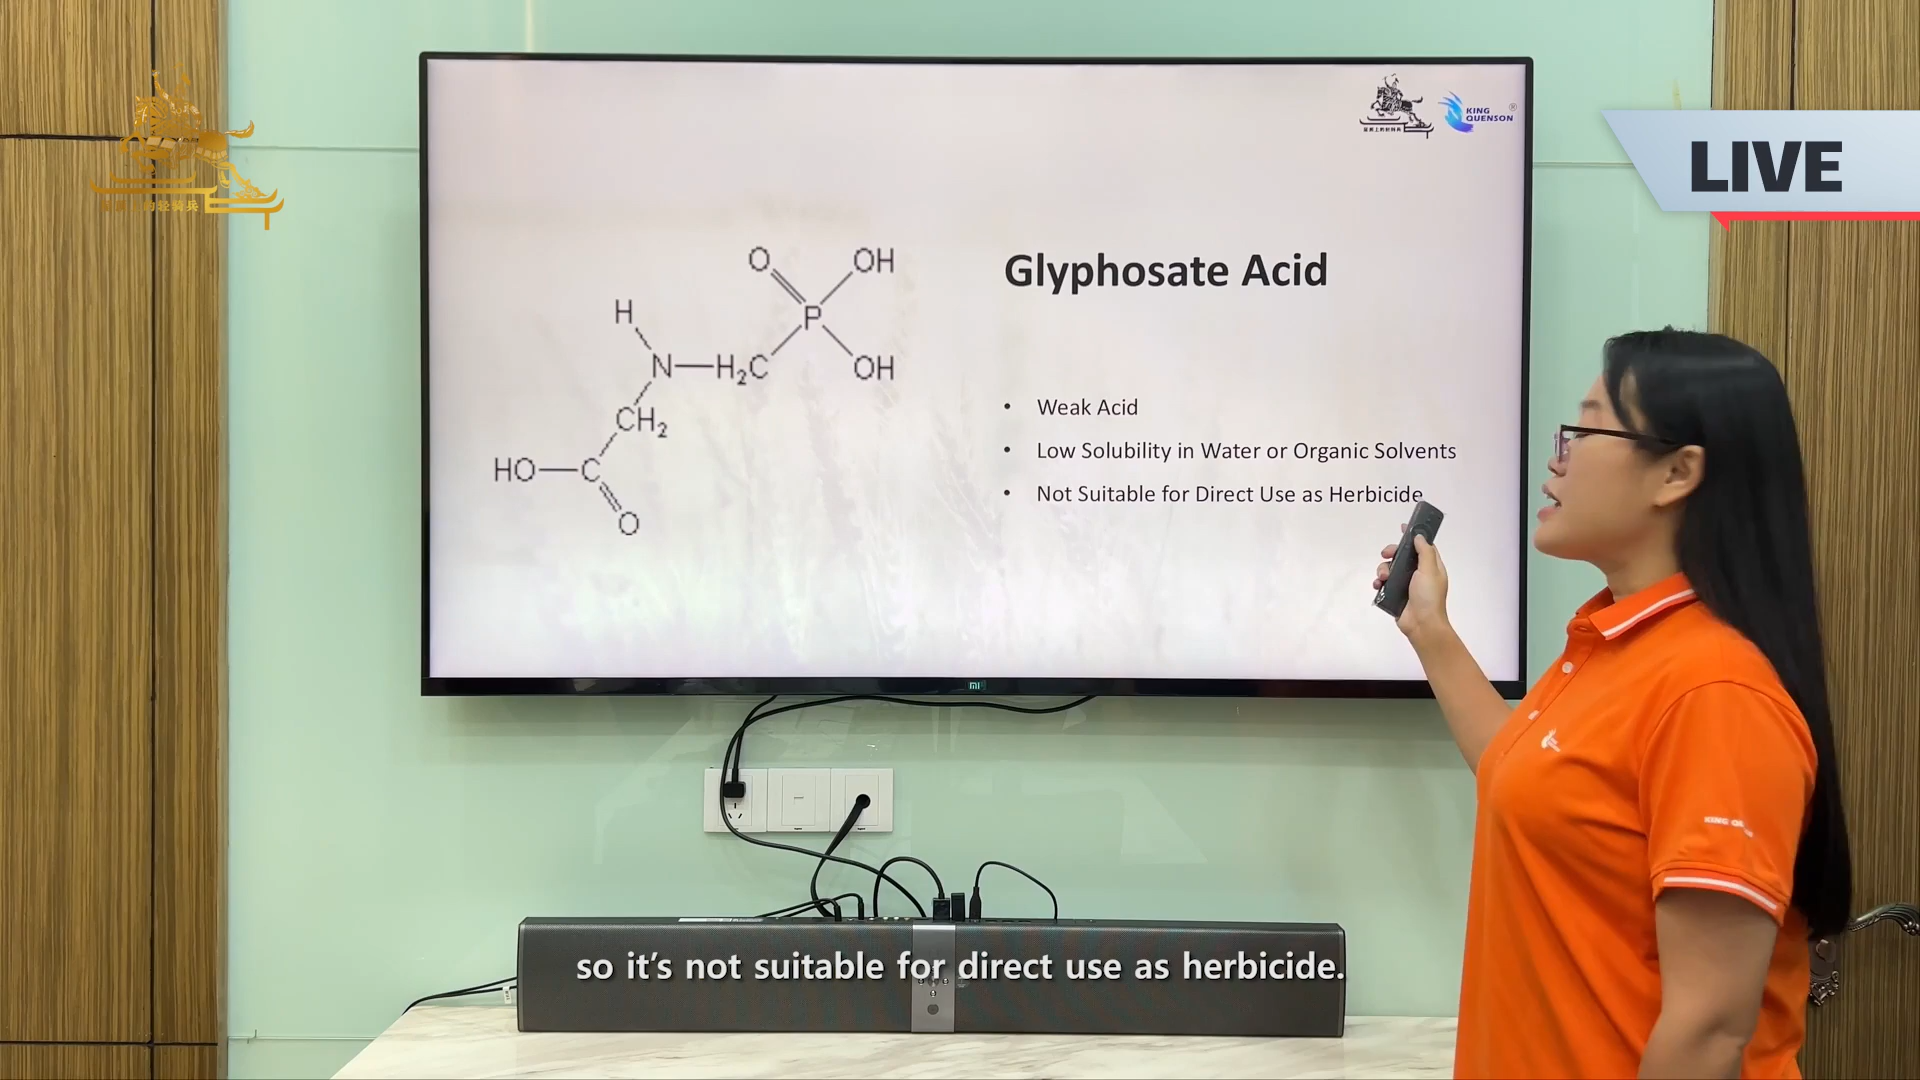 LIVE
KING
QUENSON®
Glyphosate Acid
O
OH
H
P
N—H₂C
OH
CH₂
HO—C
O
• Weak Acid
• Low Solubility in Water or Organic Solvents
• Not Suitable for Direct Use as Herbicide
mi
so it's not suitable for direct use as herbicide.